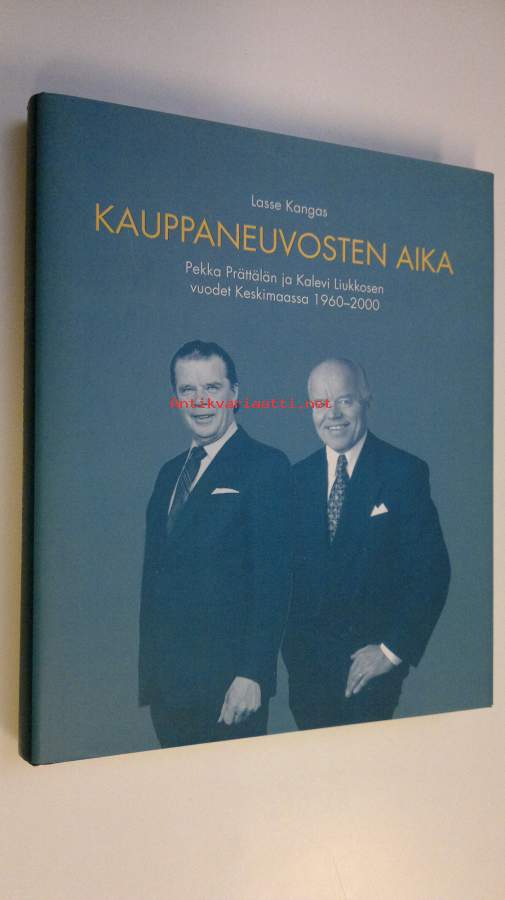 Lasse Kangas
KAUPPANEUVOSTEN AIKA
Pekka Prättälän ja Kalevi Liukkosen
vuodet Keskimaassa 1960–2000
Antikvariaatti.net